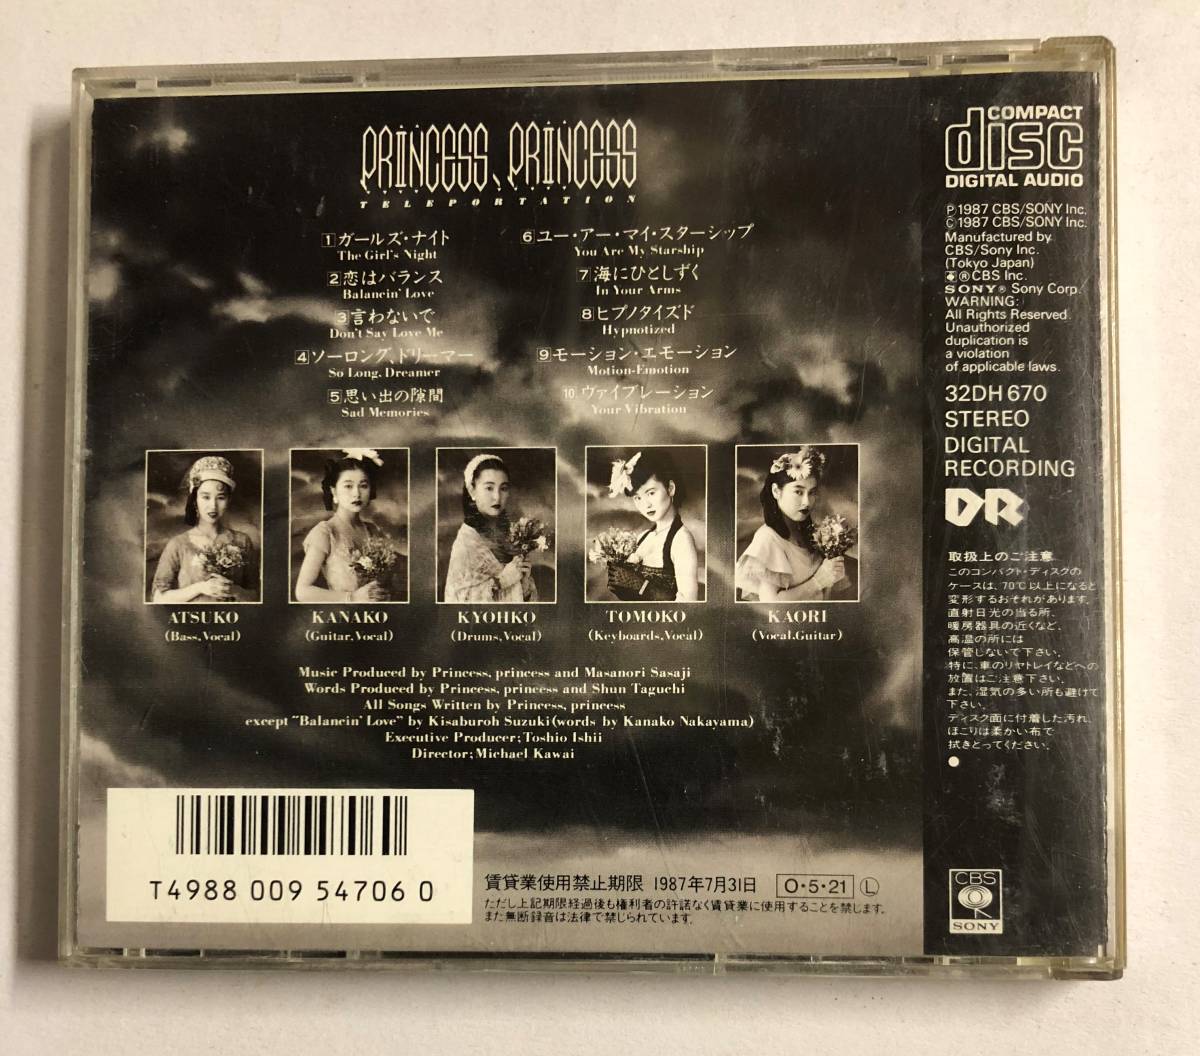 PRINCESS, PRINCESS
TELEPORTATION
1 ガールズ・ナイト
The Girl's Night
2 恋はバランス
Balancin' Love
3 言わないで
Don't Say Love Me
4 ソーロング、ドリーマー
So Long, Dreamer
5 思い出の隙間
Sad Memories
6 ユー・アー・マイ・スターシップ
You Are My Starship
7 海にひとしずく
In Your Arms
8 ヒプノタイズド
Hypnotized
9 モーション・エモーション
Motion-Emotion
10 ヴァイブレーション
Your Vibration
ATSUKO
(Bass, Vocal)
KANAKO
(Guitar, Vocal)
KYOHKO
(Drums, Vocal)
TOMOKO
(Keyboards, Vocal)
KAORI
(Vocal, Guitar)
Music Produced by Princess, princess and Masanori Sasaji
Words Produced by Princess, princess and Shun Taguchi
All Songs Written by Princess, princess
except "Balancin' Love" by Kisaburoh Suzuki (words by Kanako Nakayama)
Executive Producer; Toshio Ishii
Director; Michael Kawai
T4988 009 54706 0
賃貸業使用禁止期限 1987年7月31日 O・5・21 Ⓛ
ただし上記期限経過後も権利者の許諾なく賃貸業に使用することを禁じます。
また無断録音は法律で禁じられています。
COMPACT
disc
DIGITAL AUDIO
Ⓟ1987 CBS/SONY Inc.
©1987 CBS/SONY Inc.
Manufactured by
CBS/Sony Inc.
(Tokyo Japan)
® CBS Inc.
SONY® Sony Corp.
WARNING:
All Rights Reserved
Unauthorized
duplication is
a violation
of applicable laws.
32DH 670
STEREO
DIGITAL
RECORDING
DR
取扱上のご注意
このコンパクト・ディスクの
ケースは、70℃以上になると
変形するおそれがあります。
直射日光の当る所、
暖房器具の近くなど、
高温の所には
保管しないで下さい。
特に、車のリヤトレイなどへの
放置はご注意下さい。
また、湿気の多い所も避けて
下さい。
ディスク面に付着した汚れ、
ほこりは柔かい布で
拭きとってください。
CBS
SONY